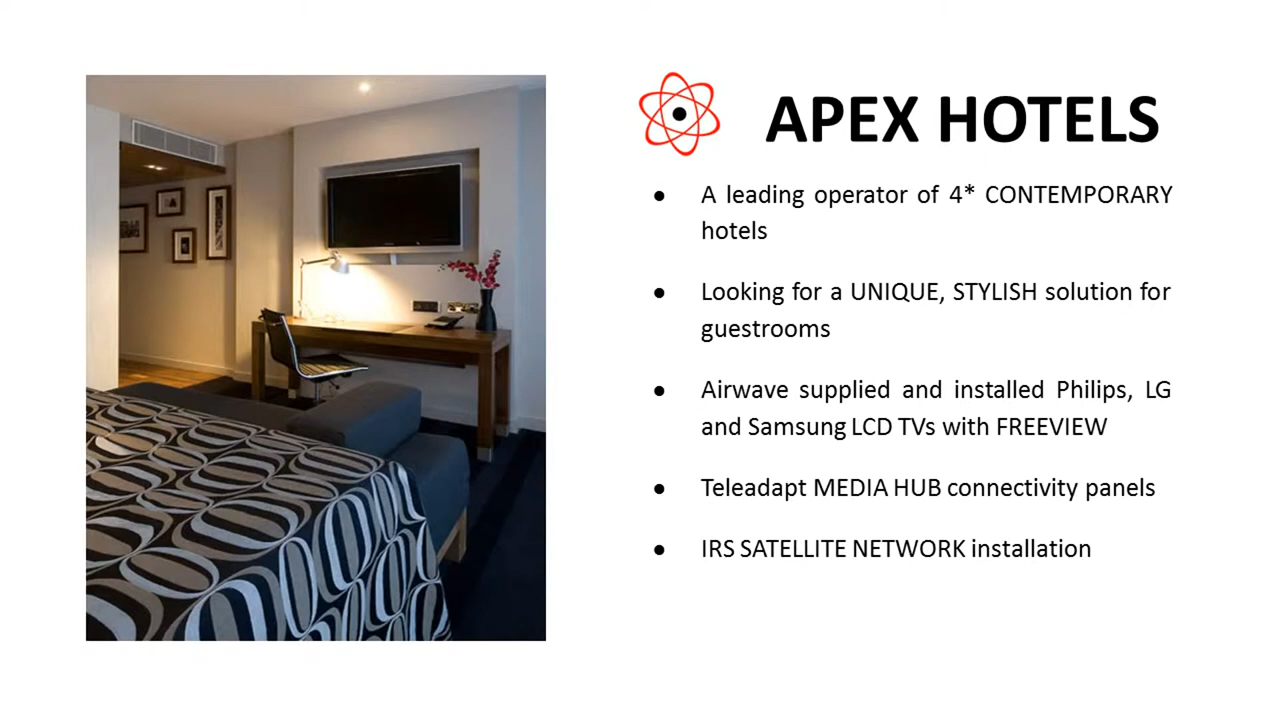 APEX HOTELS
● A leading operator of 4* CONTEMPORARY
hotels
● Looking for a UNIQUE, STYLISH solution for
guestrooms
● Airwave supplied and installed Philips, LG
and Samsung LCD TVs with FREEVIEW
● Teleadapt MEDIA HUB connectivity panels
● IRS SATELLITE NETWORK installation